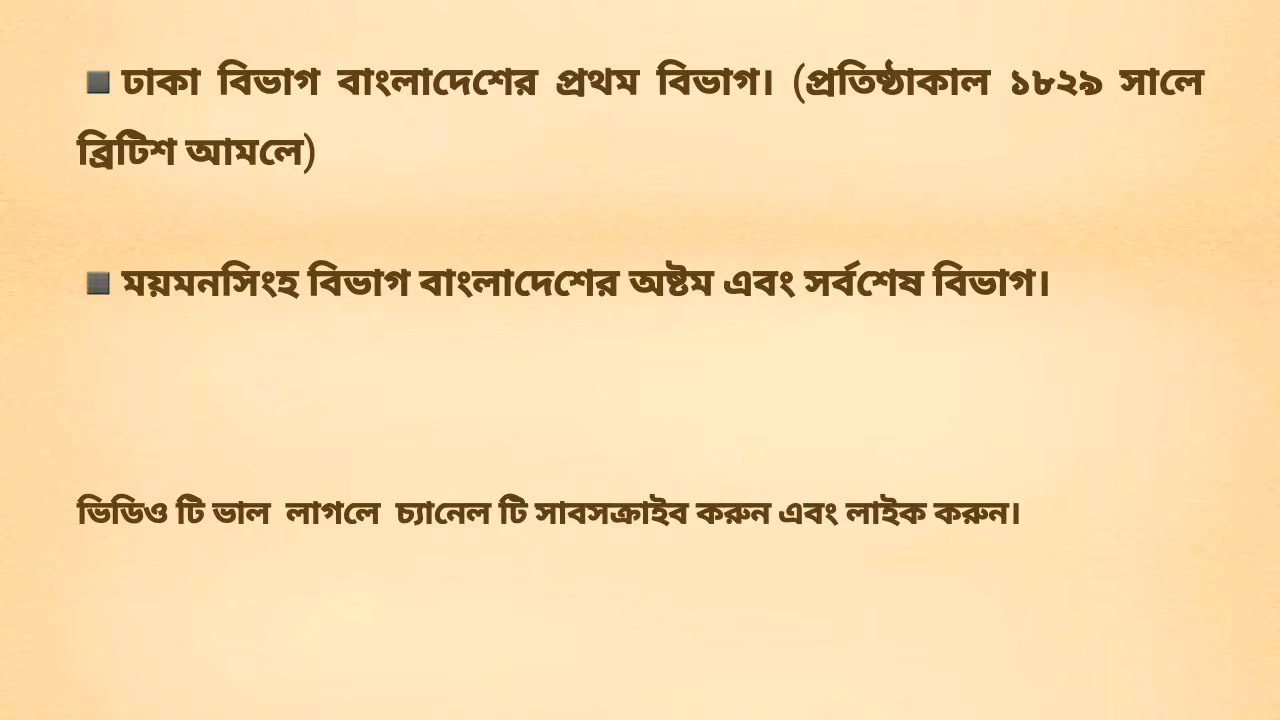 ঢাকা বিভাগ বাংলাদেশের প্রথম বিভাগ। (প্রতিষ্ঠাকাল ১৮২৯ সালে
ব্রিটিশ আমলে)
ময়মনসিংহ বিভাগ বাংলাদেশের অষ্টম এবং সর্বশেষ বিভাগ।
ভিডিও টি ভাল লাগলে চ্যানেল টি সাবসক্রাইব করুন এবং লাইক করুন।